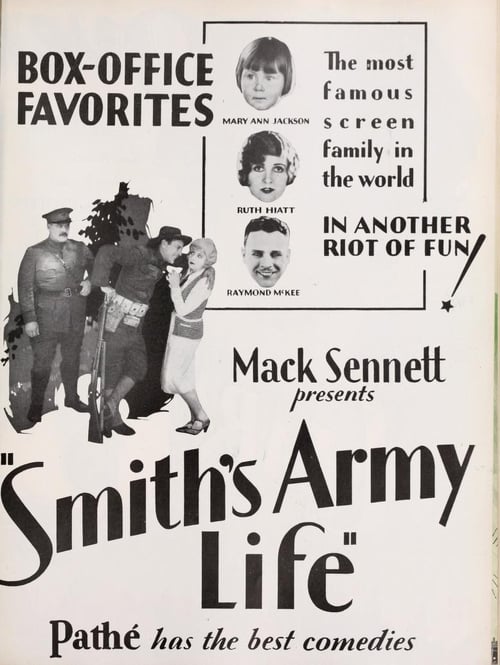 BOX-OFFICE
FAVORITES
MARY ANN JACKSON
RUTH HIATT
RAYMOND McKEE
The most
famous
screen
family in
the world
IN ANOTHER
RIOT OF FUN!
Mack Sennett
presents
"Smith's Army
Life"
Pathé has the best comedies